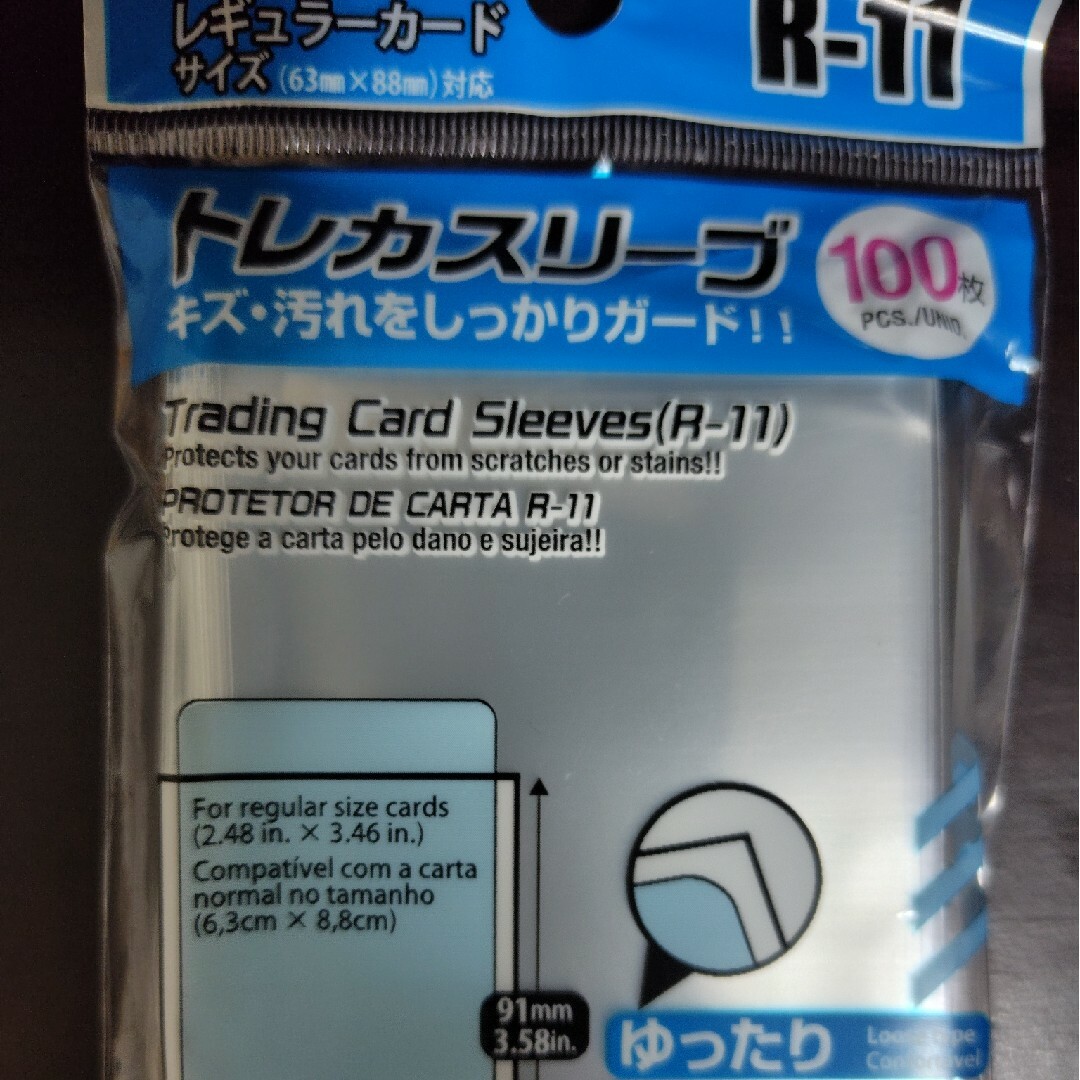 レギュラーカード
サイズ(63mm×88mm)対応
R-11
トレカスリーブ
キズ・汚れをしっかりガード!!
100枚
PCS./UNID.
Trading Card Sleeves(R-11)
Protects your cards from scratches or stains!!
PROTETOR DE CARTA R-11
Protege a carta pelo dano e sujeira!!
For regular size cards
(2.48 in. × 3.46 in.)
Compatível com a carta
normal no tamanho
(6,3cm × 8,8cm)
91mm
3.58in.
ゆったり
Loose type